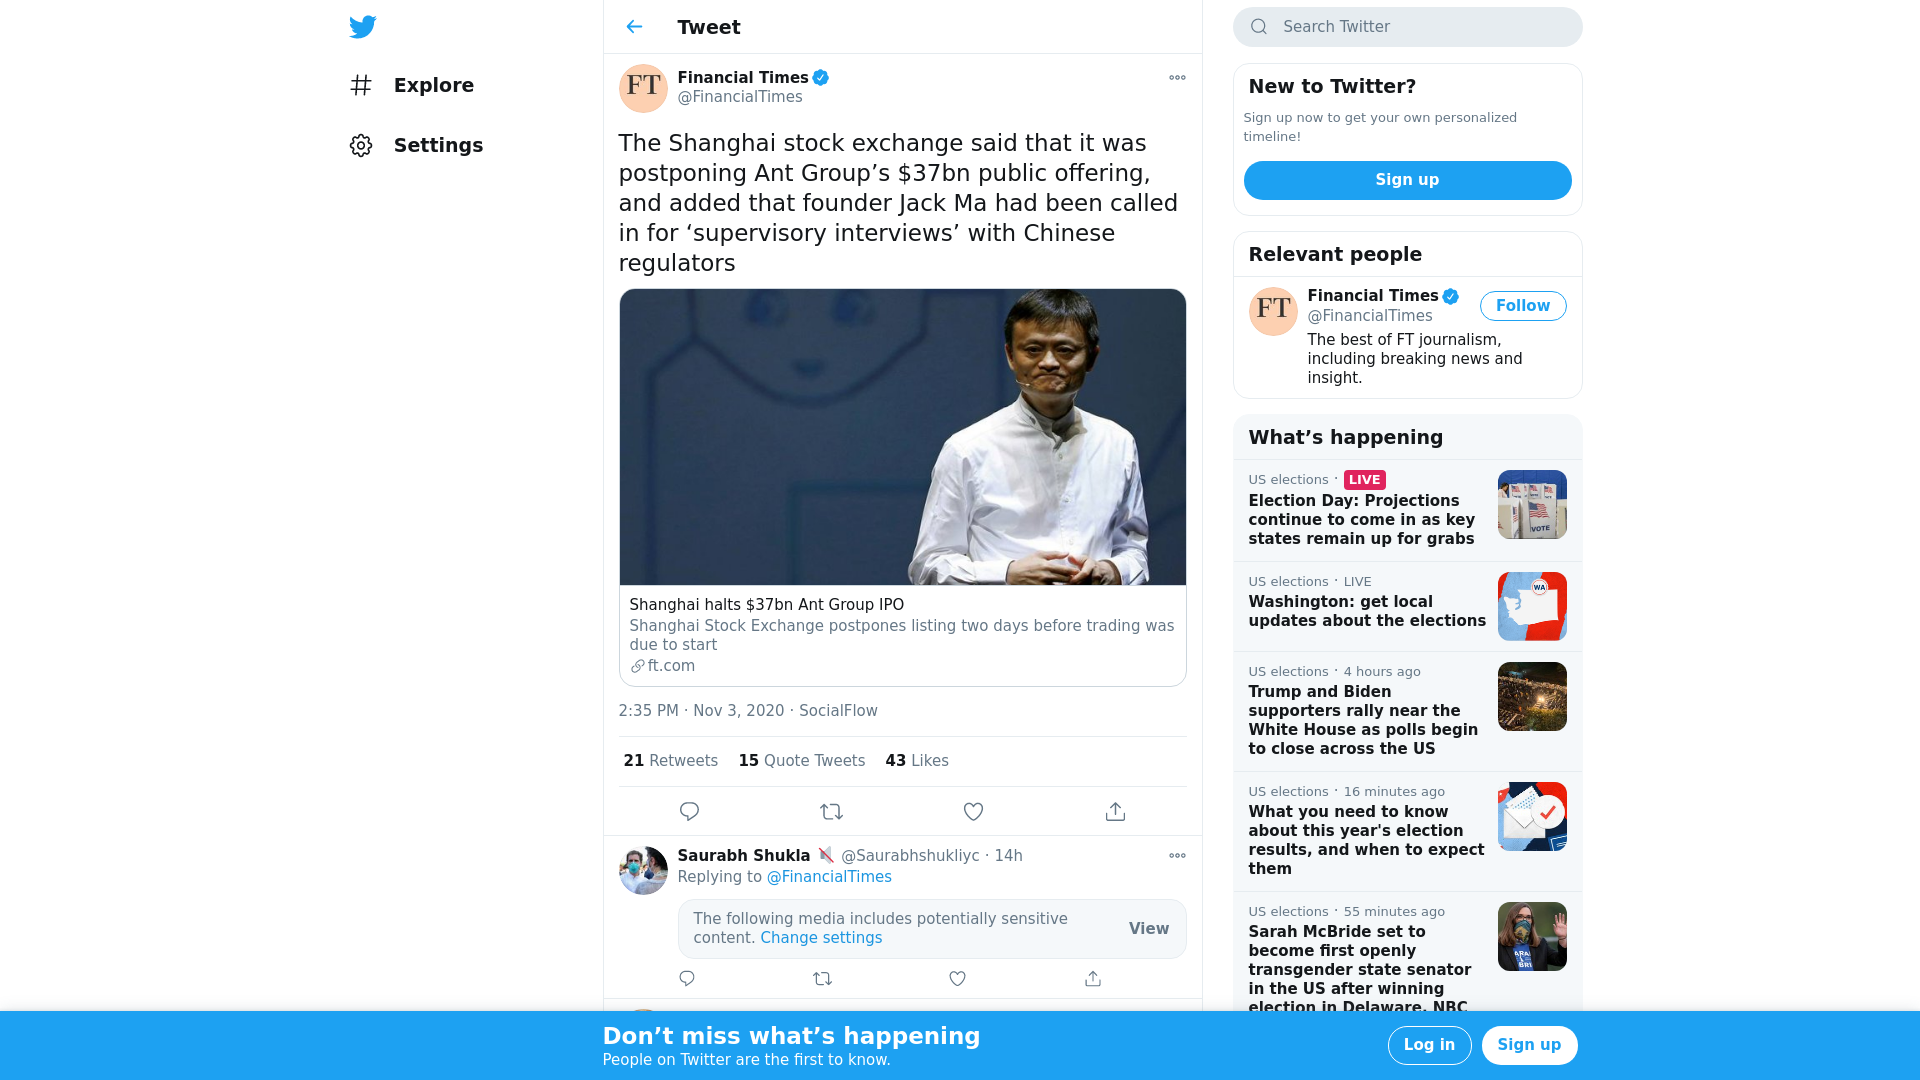 Tweet
Search Twitter
Explore
Settings
FT
Financial Times
@FinancialTimes
The Shanghai stock exchange said that it was
postponing Ant Group’s $37bn public offering,
and added that founder Jack Ma had been called
in for ‘supervisory interviews’ with Chinese
regulators
Shanghai halts $37bn Ant Group IPO
Shanghai Stock Exchange postpones listing two days before trading was
due to start
ft.com
2:35 PM · Nov 3, 2020 · SocialFlow
21 Retweets 15 Quote Tweets 43 Likes
Saurabh Shukla @Saurabhshukliyc · 14h
Replying to @FinancialTimes
The following media includes potentially sensitive
content. Change settings
View
New to Twitter?
Sign up now to get your own personalized
timeline!
Sign up
Relevant people
FT
Financial Times
@FinancialTimes
Follow
The best of FT journalism,
including breaking news and
insight.
What’s happening
US elections · LIVE
Election Day: Projections
continue to come in as key
states remain up for grabs
VOTE
US elections · LIVE
Washington: get local
updates about the elections
WA
US elections · 4 hours ago
Trump and Biden
supporters rally near the
White House as polls begin
to close across the US
US elections · 16 minutes ago
What you need to know
about this year's election
results, and when to expect
them
US elections · 55 minutes ago
Sarah McBride set to
become first openly
transgender state senator
in the US after winning
election in Delaware, NBC
Don’t miss what’s happening
People on Twitter are the first to know.
Log in
Sign up